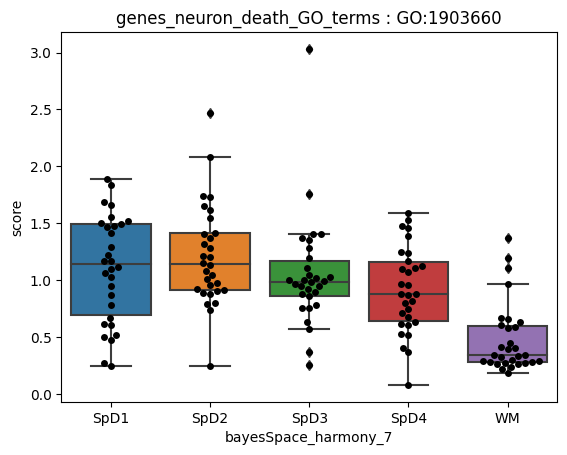 genes_neuron_death_GO_terms : GO:1903660
score
3.0
2.5
2.0
1.5
1.0
0.5
0.0
SpD1 SpD2 SpD3 SpD4 WM
bayesSpace_harmony_7